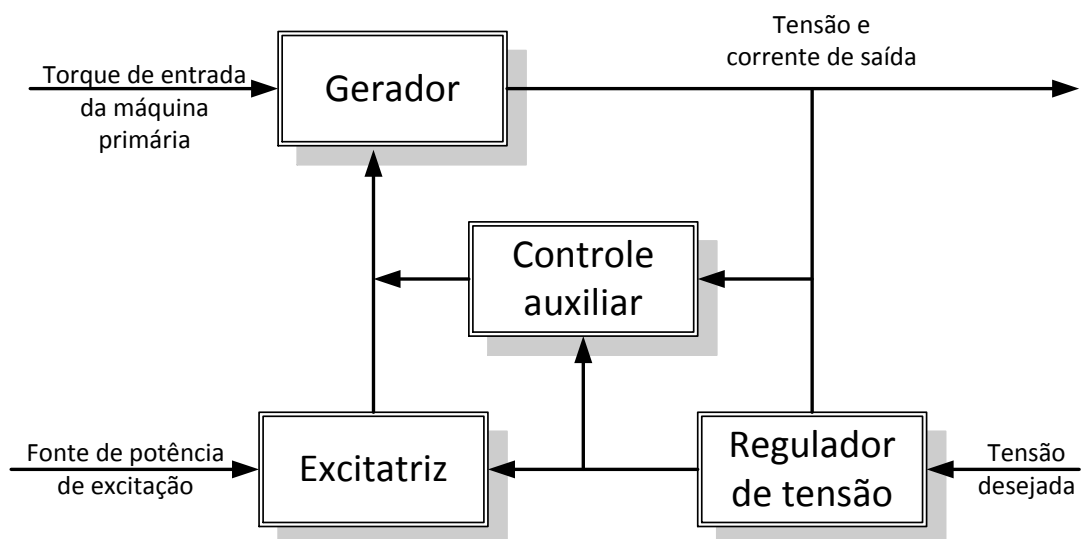 Tensão e
corrente de saída
Torque de entrada
da máquina
primária
Gerador
Controle
auxiliar
Fonte de potência
de excitação
Excitatriz
Regulador
de tensão
Tensão
desejada